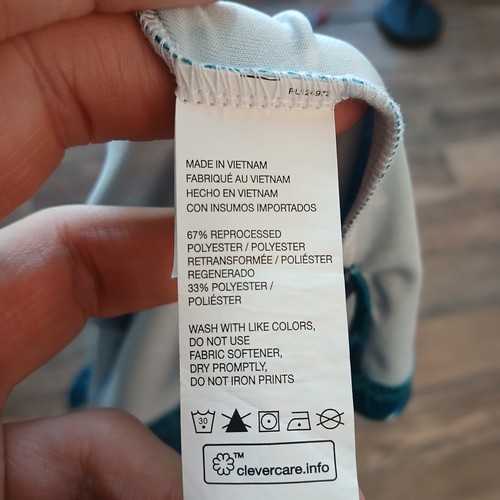 MADE IN VIETNAM
FABRIQUÉ AU VIETNAM
HECHO EN VIETNAM
CON INSUMOS IMPORTADOS
67% REPROCESSED
POLYESTER / POLYESTER
RETRANSFORMÉE / POLIÉSTER
REGENERADO
33% POLYESTER /
POLIÉSTER
WASH WITH LIKE COLORS,
DO NOT USE
FABRIC SOFTENER,
DRY PROMPTLY,
DO NOT IRON PRINTS
30
TM
clevercare.info